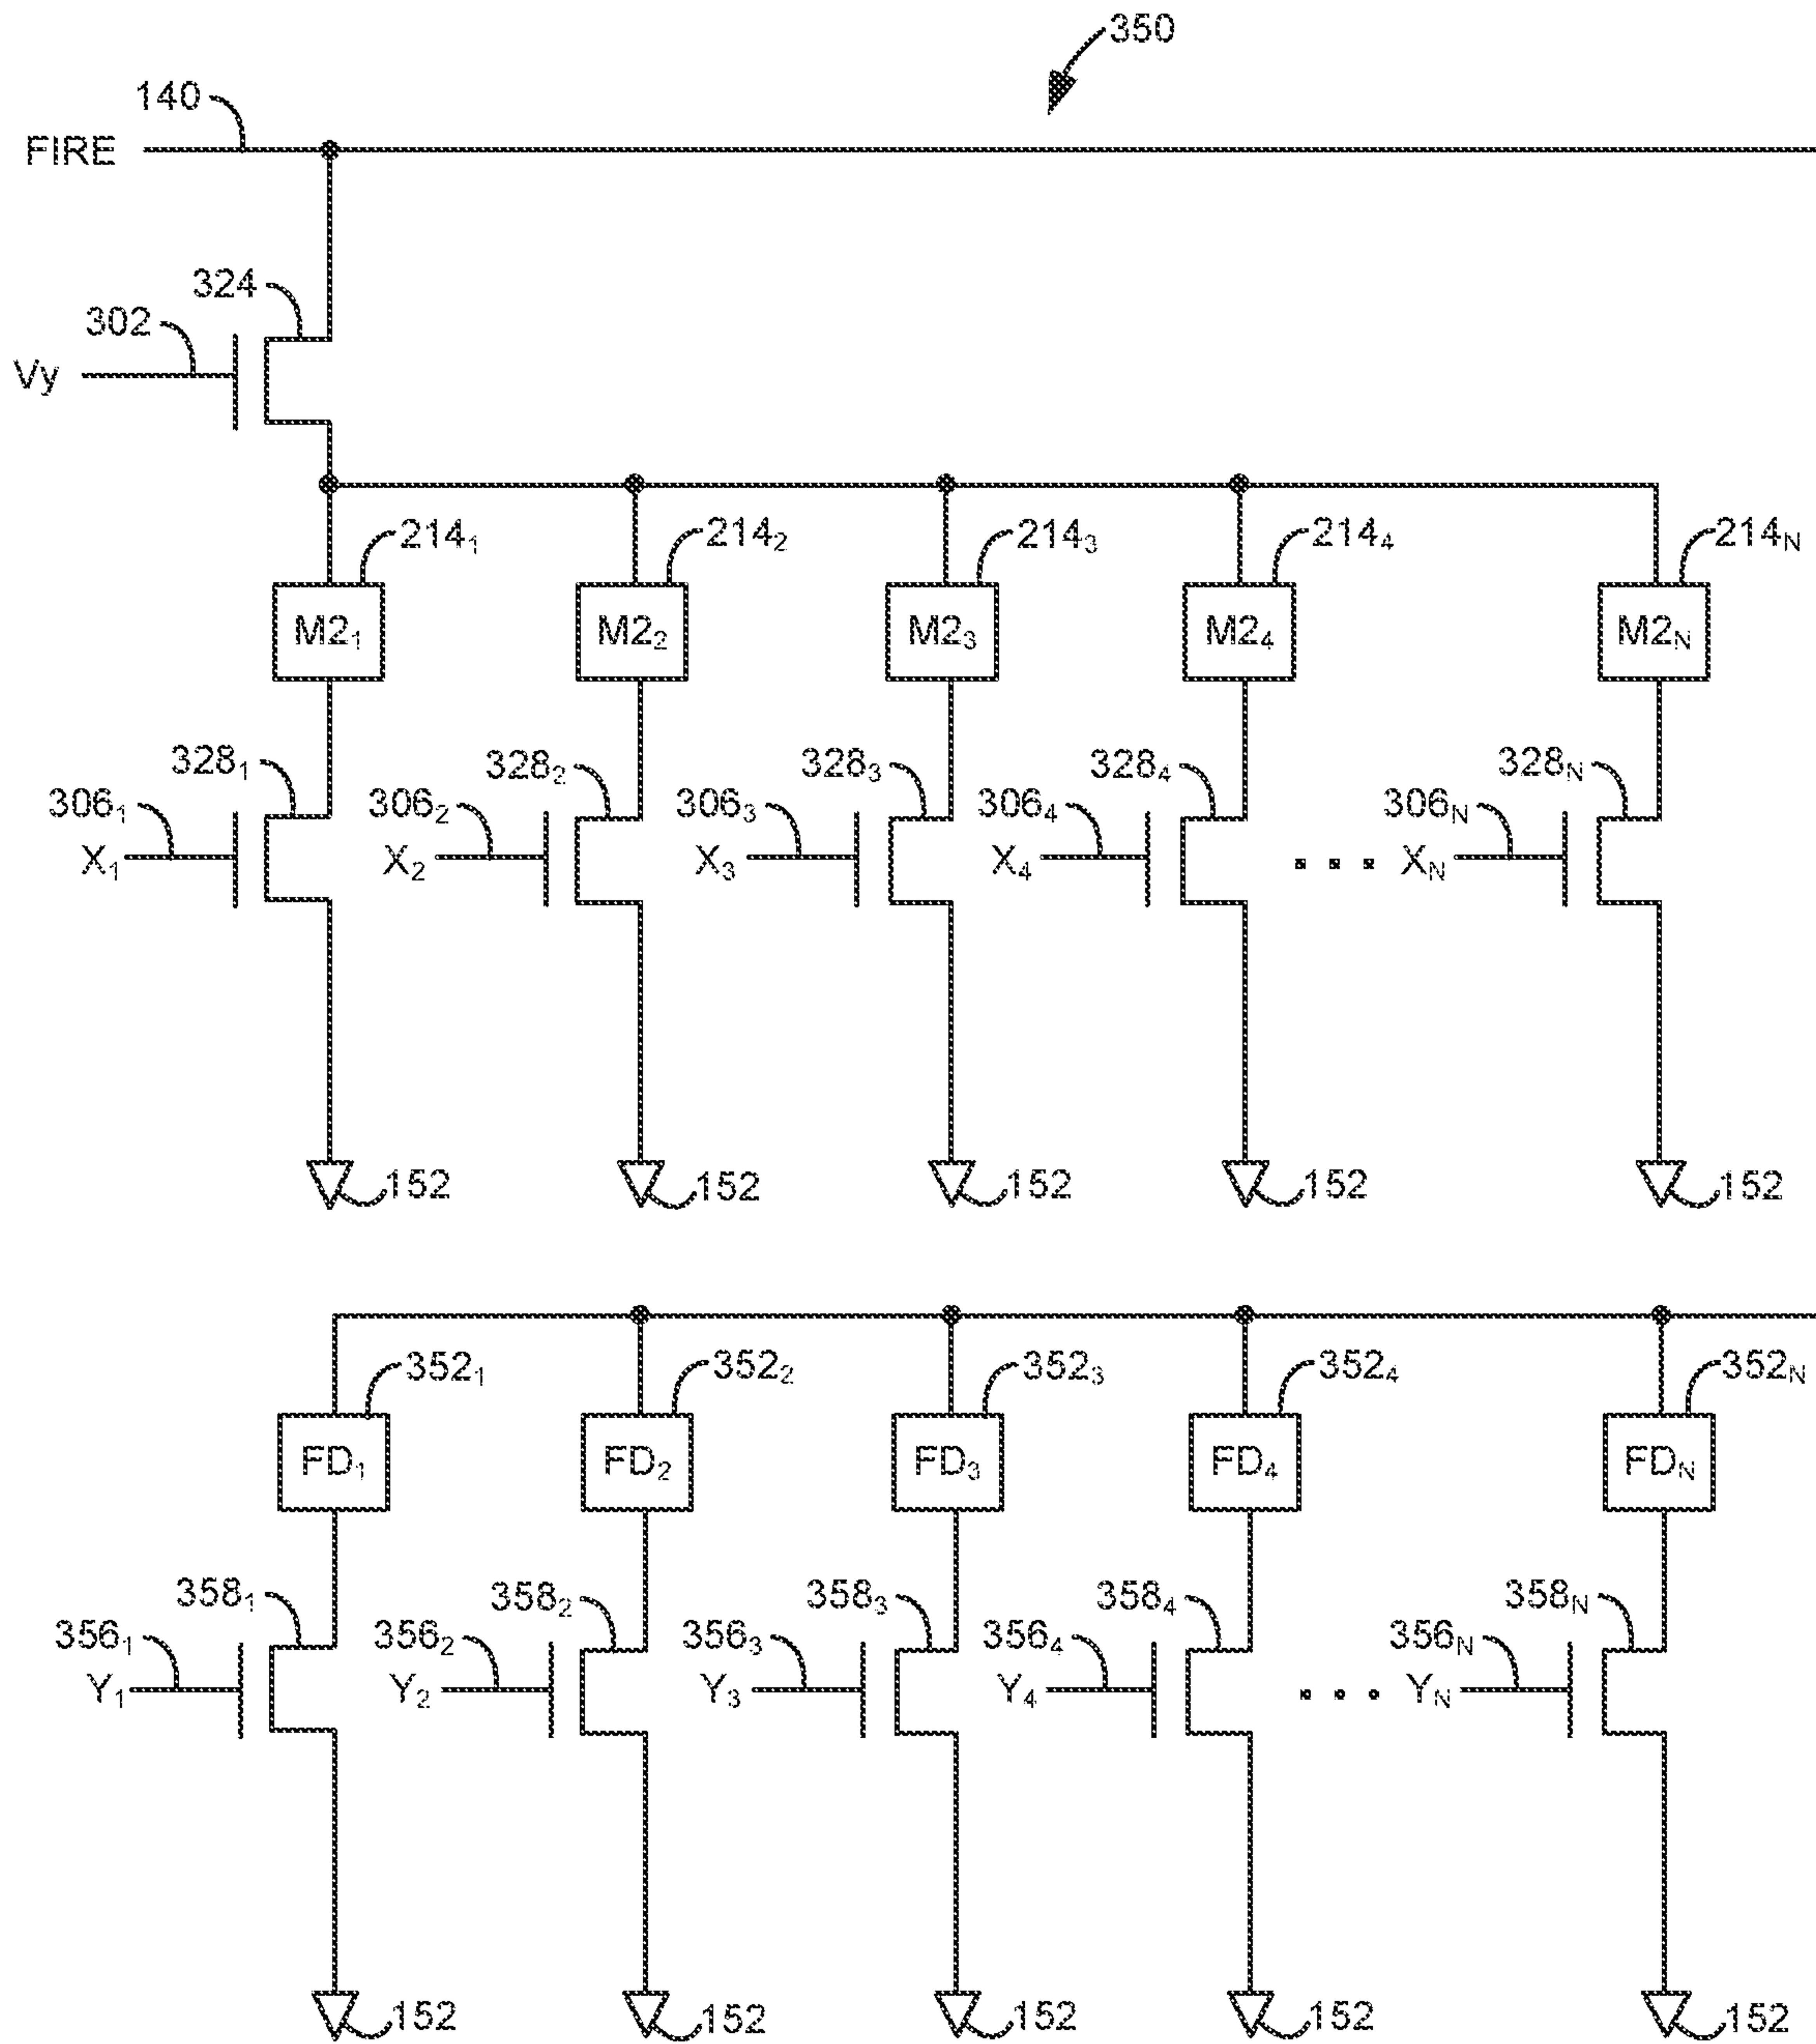 350
140
FIRE
324
302
Vy
214₁ 214₂ 214₃ 214₄ 214N
M2₁ M2₂ M2₃ M2₄ M2N
328₁ 328₂ 328₃ 328₄ 328N
306₁ 306₂ 306₃ 306₄ 306N
X₁ X₂ X₃ X₄ ... XN
152 152 152 152 152
352₁ 352₂ 352₃ 352₄ 352N
FD₁ FD₂ FD₃ FD₄ FDN
358₁ 358₂ 358₃ 358₄ 358N
356₁ 356₂ 356₃ 356₄ 356N
Y₁ Y₂ Y₃ Y₄ ... YN
152 152 152 152 152